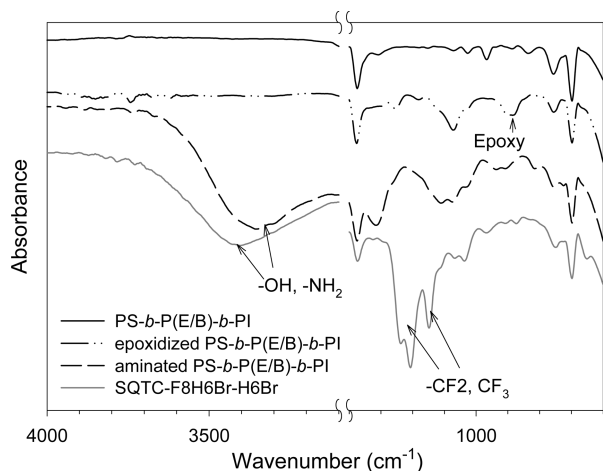 Absorbance
Epoxy
-OH, -NH2
PS-b-P(E/B)-b-PI
epoxidized PS-b-P(E/B)-b-PI
aminated PS-b-P(E/B)-b-PI
SQTC-F8H6Br-H6Br
-CF2, CF3
4000 3500 1000
Wavenumber (cm-1)